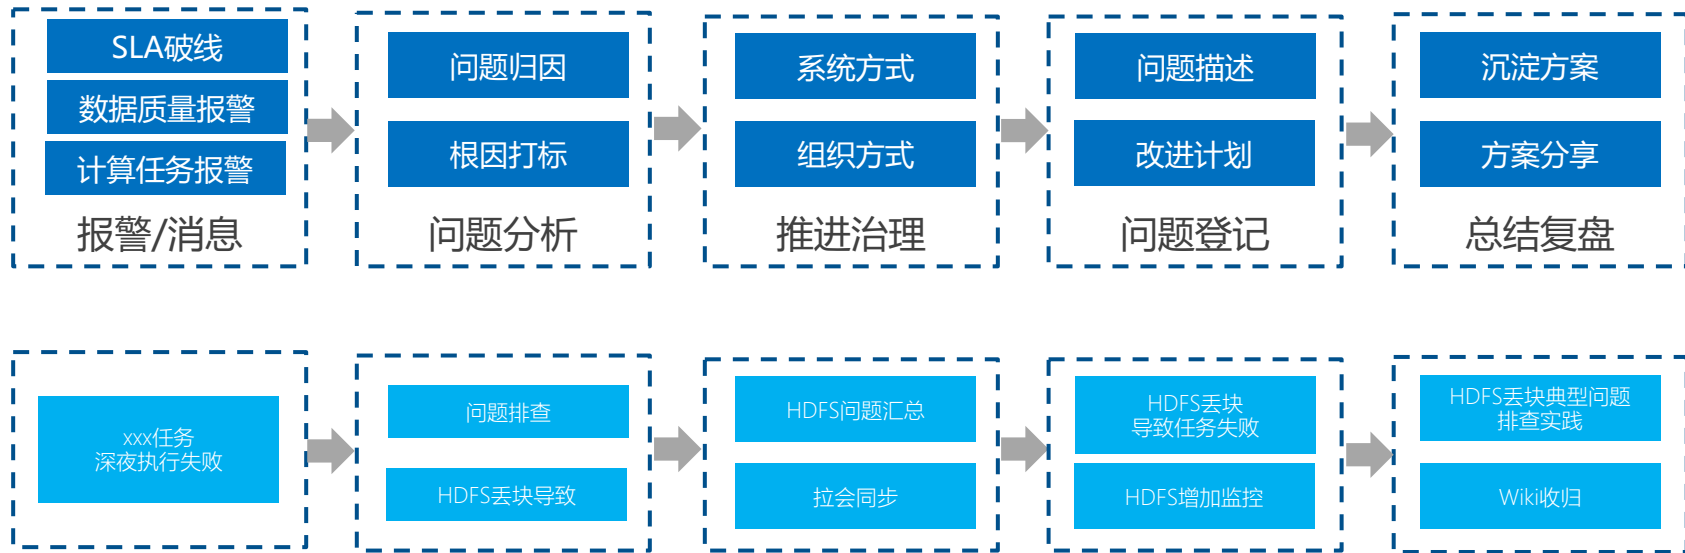 SLA破线
数据质量报警
计算任务报警
报警/消息
问题归因
根因打标
问题分析
系统方式
组织方式
推进治理
问题描述
改进计划
问题登记
沉淀方案
方案分享
总结复盘
xxx任务
深夜执行失败
问题排查
HDFS丢块导致
HDFS问题汇总
拉会同步
HDFS丢块
导致任务失败
HDFS增加监控
HDFS丢块典型问题
排查实践
Wiki收归